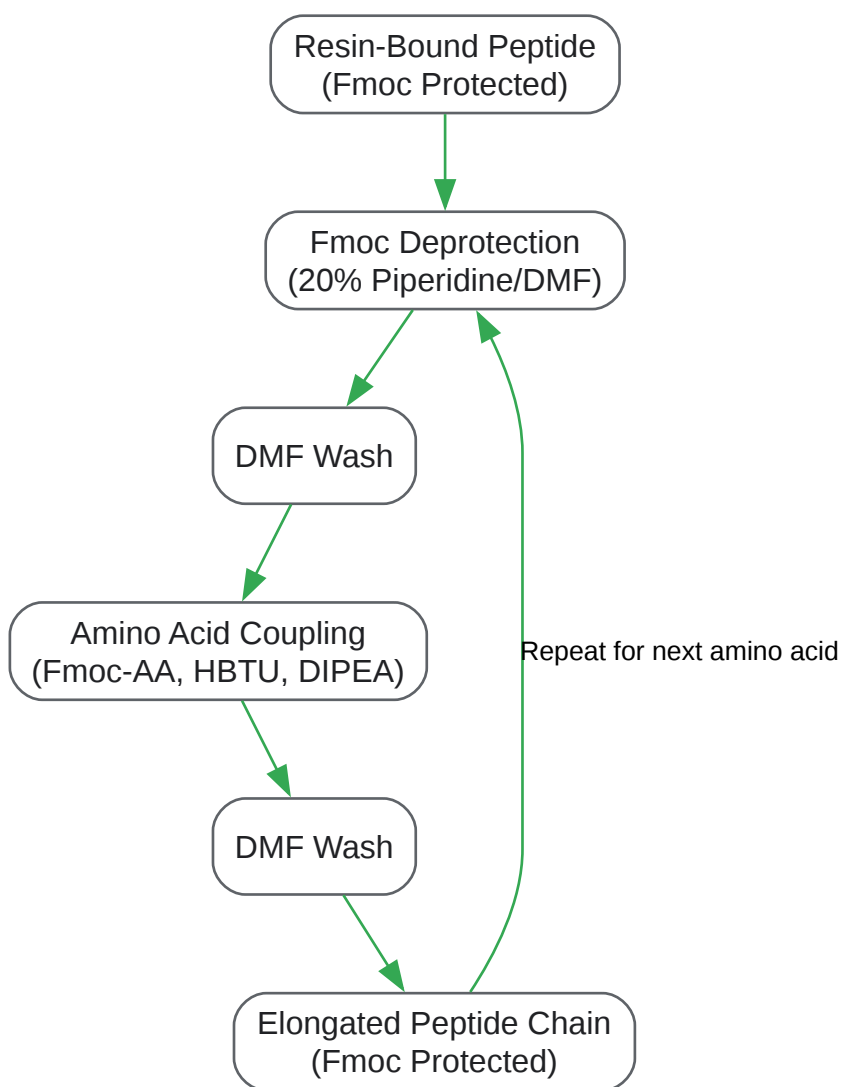 Resin-Bound Peptide
(Fmoc Protected)
Fmoc Deprotection
(20% Piperidine/DMF)
DMF Wash
Amino Acid Coupling
(Fmoc-AA, HBTU, DIPEA)
Repeat for next amino acid
DMF Wash
Elongated Peptide Chain
(Fmoc Protected)